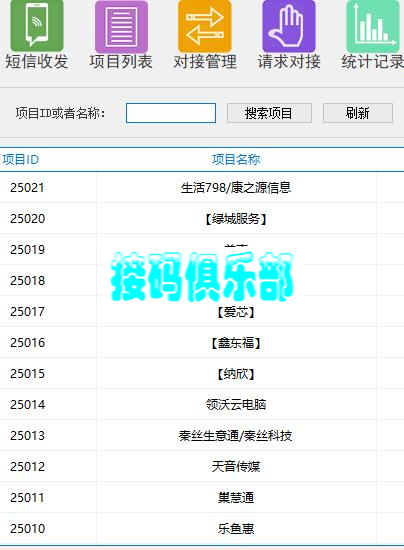 短信收发 项目列表 对接管理 请求对接 统计记录
项目ID或者名称: 搜索项目 刷新
项目ID 项目名称
25021 生活798/康之源信息
25020 【绿城服务】
25019
接码俱乐部
25018
25017 【爱芯】
25016 【鑫东福】
25015 【纳欣】
25014 领沃云电脑
25013 秦丝生意通/秦丝科技
25012 天音传媒
25011 巢慧通
25010 乐鱼惠